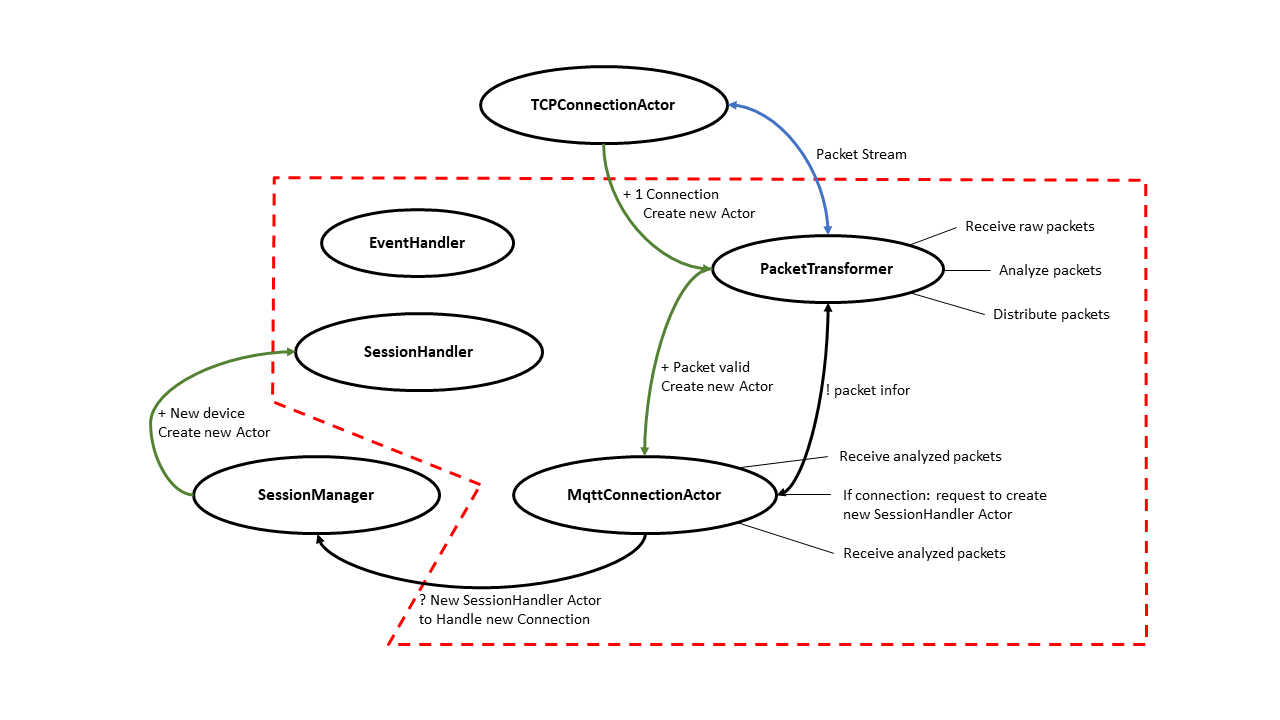 TCPConnectionActor
Packet Stream
+ 1 Connection
Create new Actor
EventHandler
Receive raw packets
PacketTransformer
Analyze packets
Distribute packets
SessionHandler
+ Packet valid
Create new Actor
! packet infor
+ New device
Create new Actor
Receive analyzed packets
SessionManager
MqttConnectionActor
If connection: request to create
new SessionHandler Actor
Receive analyzed packets
? New SessionHandler Actor
to Handle new Connection